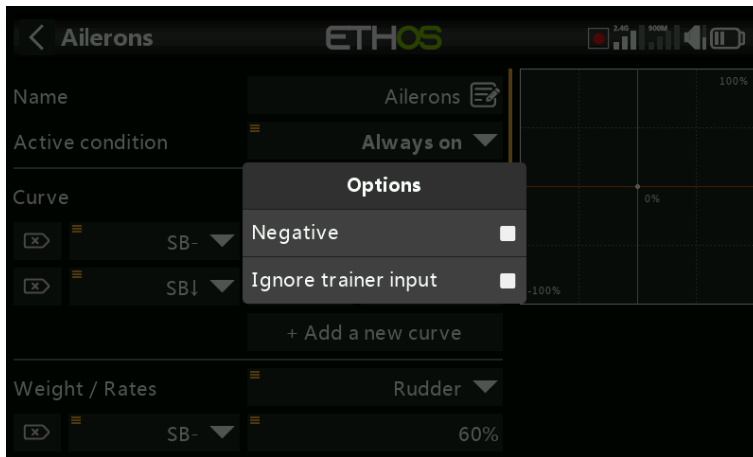 Ailerons
ETHOS
2.4G 900M
Name Ailerons
Active condition Always on
100%
Options
Curve
0%
SB- Negative
SB↓ Ignore trainer input
-100%
+ Add a new curve
Weight / Rates Rudder
SB- 60%